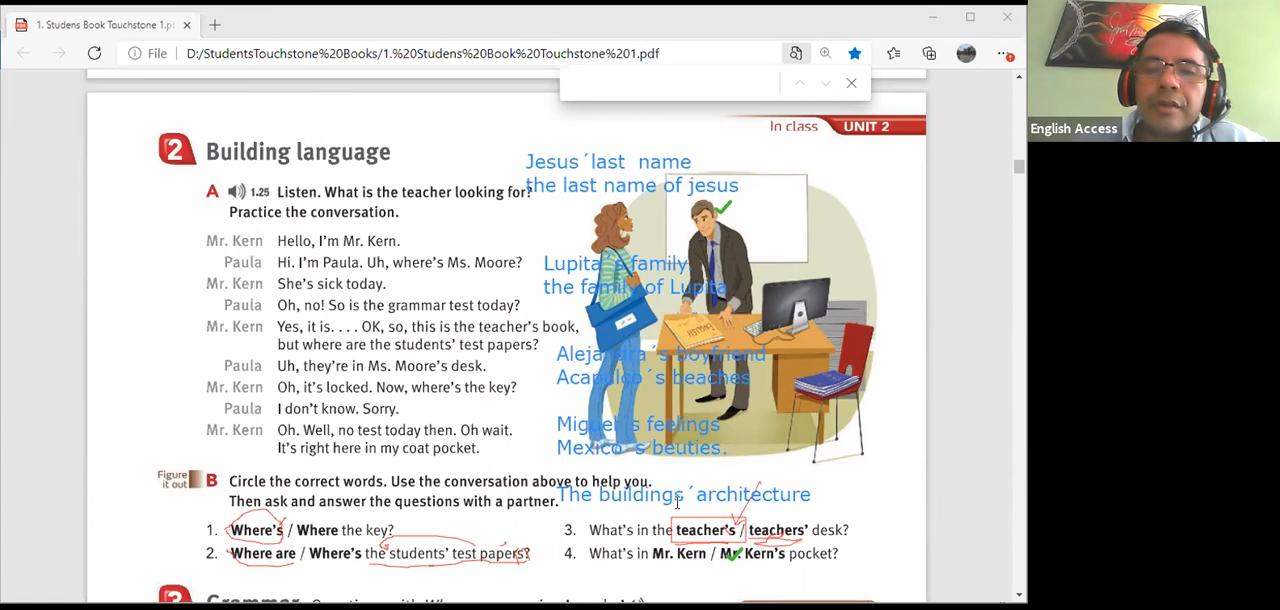 1. Studens Book Touchstone 1.pd
File
D:/StudentsTouchstone%20Books/1.%20Studens%20Book%20Touchstone%201.pdf
English Access
In class UNIT 2
2 Building language
A 1.25 Listen. What is the teacher looking for?
Practice the conversation.
Mr. Kern Hello, I'm Mr. Kern.
Paula Hi. I'm Paula. Uh, where's Ms. Moore?
Mr. Kern She's sick today.
Paula Oh, no! So is the grammar test today?
Mr. Kern Yes, it is. . . . OK, so, this is the teacher's book,
but where are the students' test papers?
Paula Uh, they're in Ms. Moore's desk.
Mr. Kern Oh, it's locked. Now, where's the key?
Paula I don't know. Sorry.
Mr. Kern Oh. Well, no test today then. Oh wait.
It's right here in my coat pocket.
Jesus´last name
the last name of jesus
Lupita´s family.
the family of Lupita
ENGLISH
Alejandra´s boyfriend
Acapulco´s beaches
Miguel´s feelings
Mexico´s beuties.
The buildings´architecture
Figure it out
B Circle the correct words. Use the conversation above to help you.
Then ask and answer the questions with a partner.
1. Where's / Where the key?
2. Where are / Where's the students' test papers?
3. What's in the teacher's / teachers' desk?
4. What's in Mr. Kern / Mr. Kern's pocket?
3 Grammar